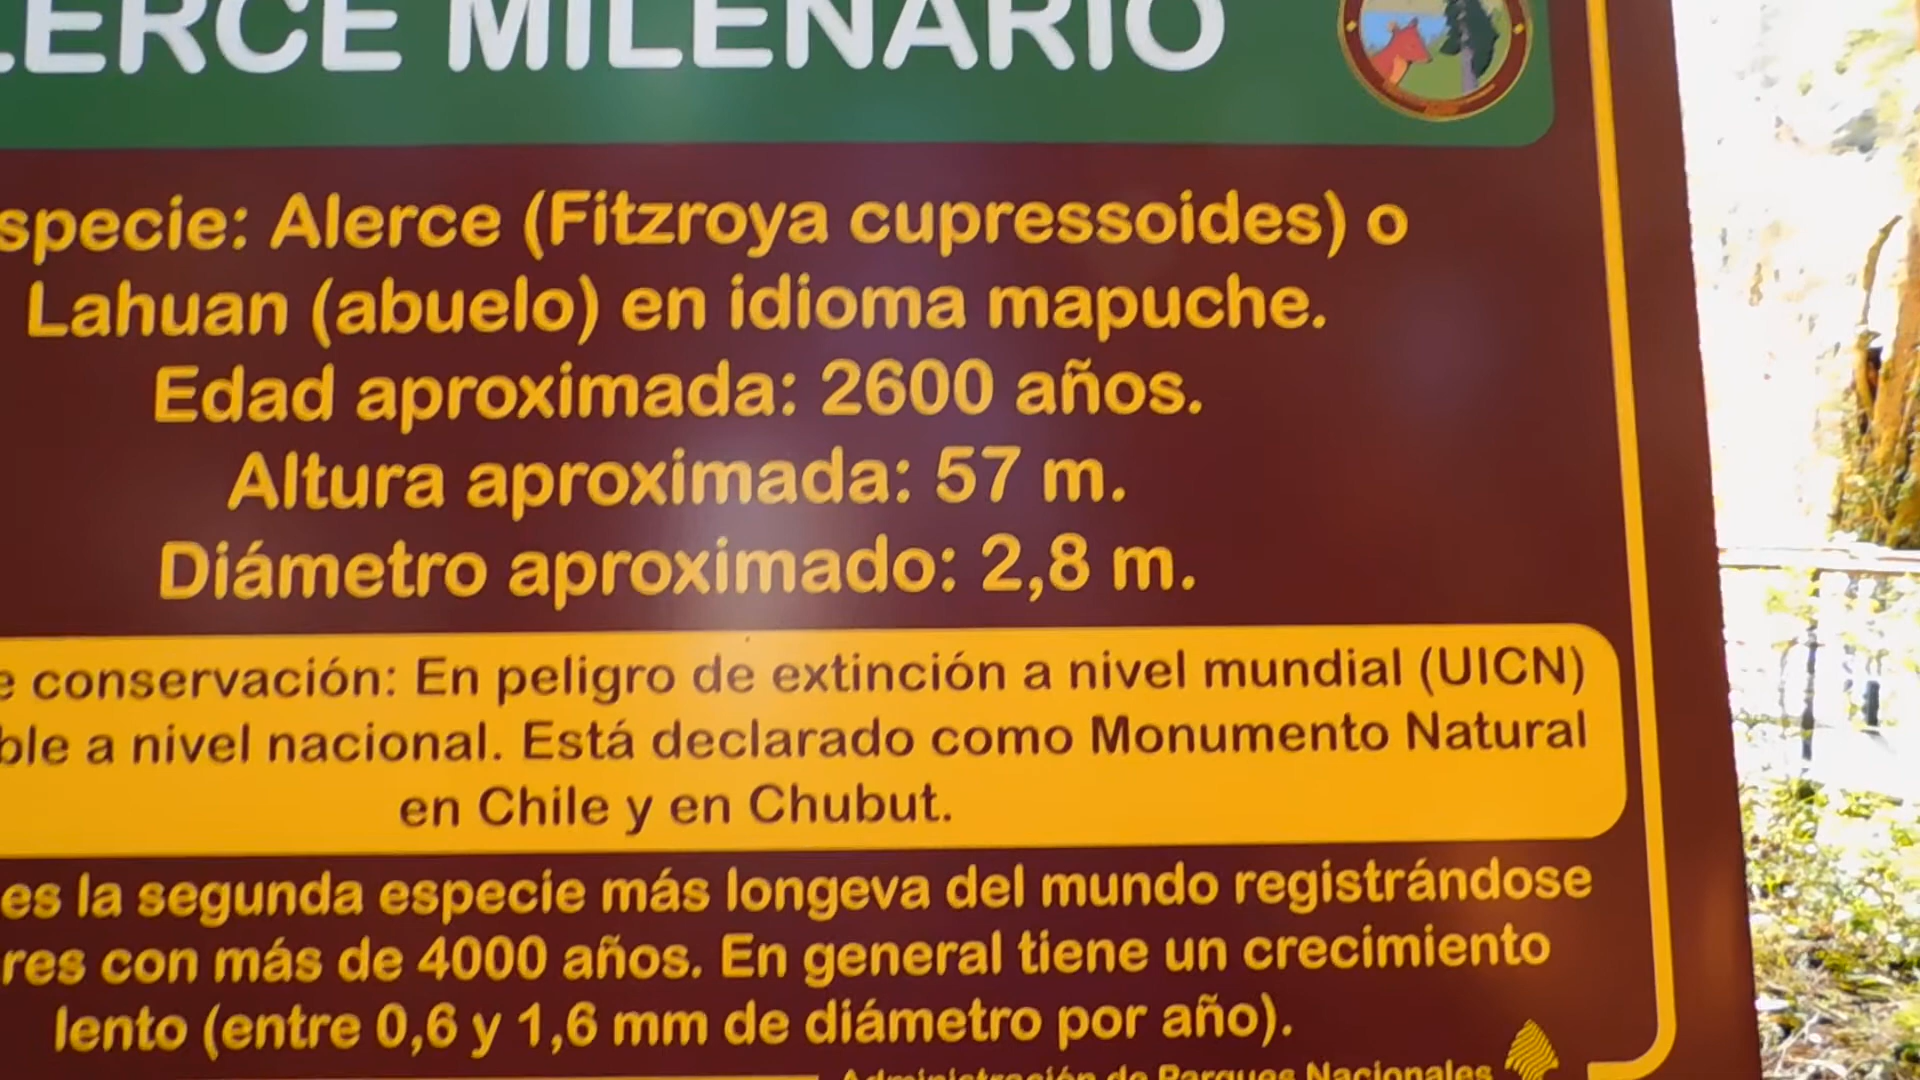 LERCE MILENARIO
specie: Alerce (Fitzroya cupressoides) o
Lahuan (abuelo) en idioma mapuche.
Edad aproximada: 2600 años.
Altura aproximada: 57 m.
Diámetro aproximado: 2,8 m.
e conservación: En peligro de extinción a nivel mundial (UICN)
ble a nivel nacional. Está declarado como Monumento Natural
en Chile y en Chubut.
es la segunda especie más longeva del mundo registrándose
res con más de 4000 años. En general tiene un crecimiento
lento (entre 0,6 y 1,6 mm de diámetro por año).
Administración de Parques Nacionales